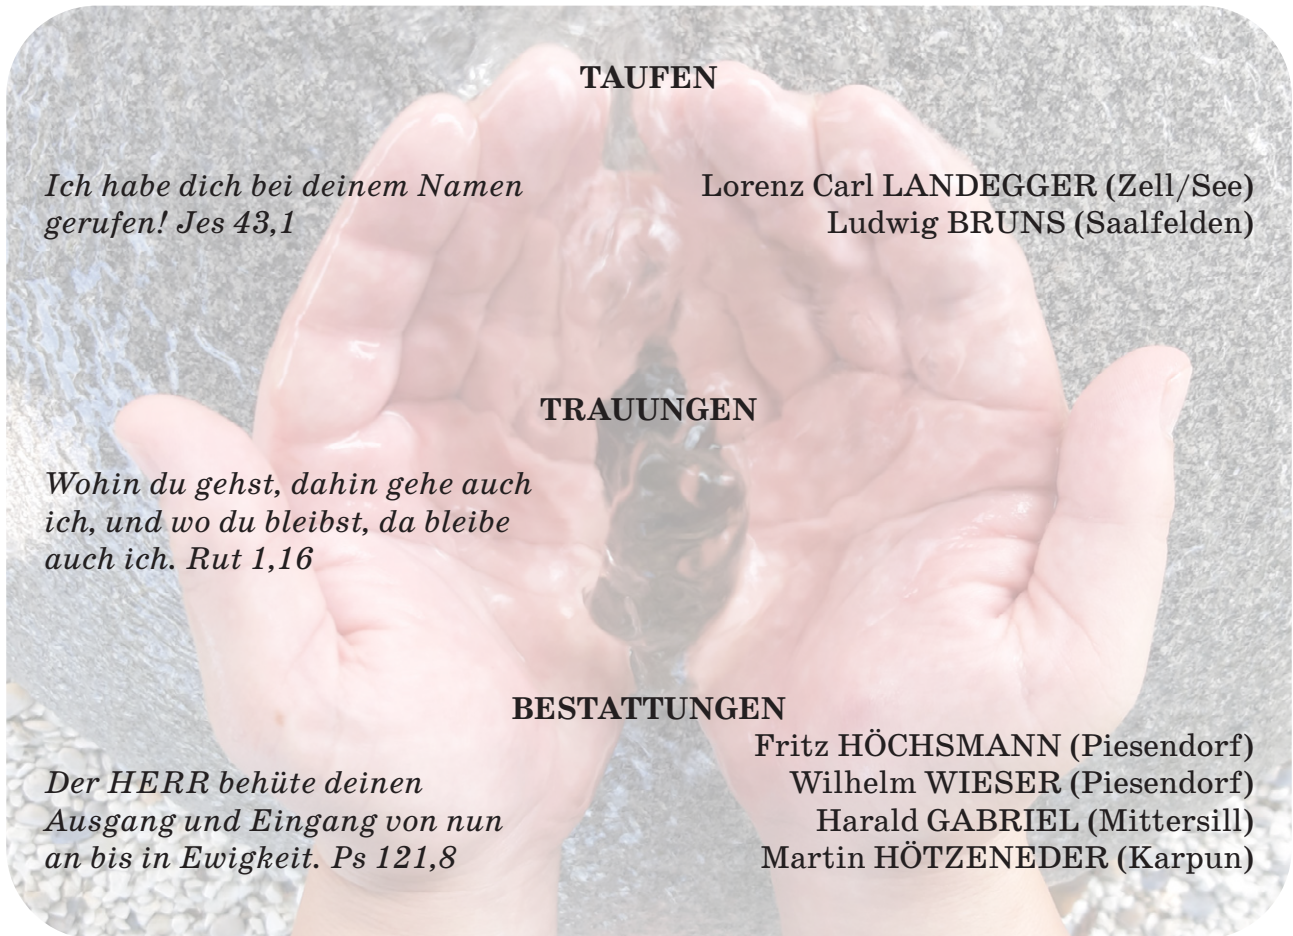 TAUFEN
Ich habe dich bei deinem Namen
gerufen! Jes 43,1
Lorenz Carl LANDEGGER (Zell/See)
Ludwig BRUNS (Saalfelden)
TRAUUNGEN
Wohin du gehst, dahin gehe auch
ich, und wo du bleibst, da bleibe
auch ich. Rut 1,16
BESTATTUNGEN
Der HERR behüte deinen
Ausgang und Eingang von nun
an bis in Ewigkeit. Ps 121,8
Fritz HÖCHSMANN (Piesendorf)
Wilhelm WIESER (Piesendorf)
Harald GABRIEL (Mittersill)
Martin HÖTZENEDER (Karpun)